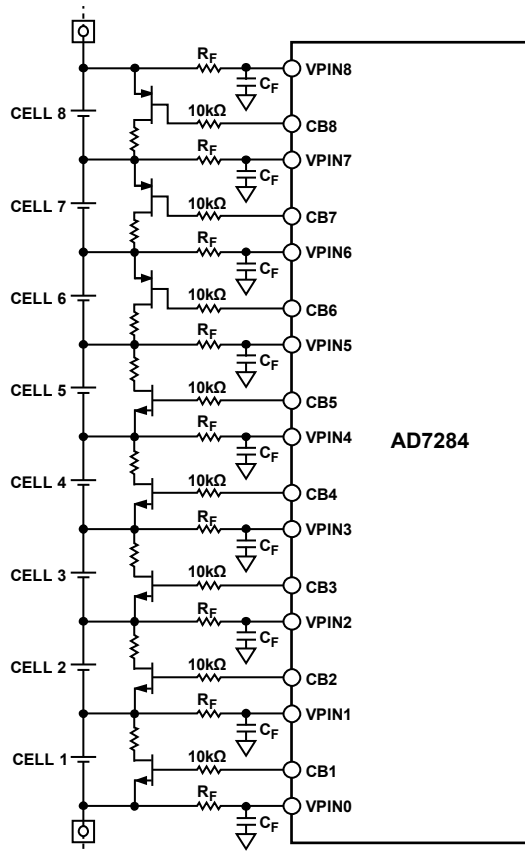 RF
VPIN8
CF
CELL 8
10kΩ
CB8
RF
VPIN7
CF
CELL 7
10kΩ
CB7
RF
VPIN6
CF
CELL 6
10kΩ
CB6
RF
VPIN5
CF
CELL 5
10kΩ
CB5
RF
VPIN4
AD7284
CF
CELL 4
10kΩ
CB4
RF
VPIN3
CF
CELL 3
10kΩ
CB3
RF
VPIN2
CF
CELL 2
10kΩ
CB2
RF
VPIN1
CF
CELL 1
10kΩ
CB1
RF
VPIN0
CF